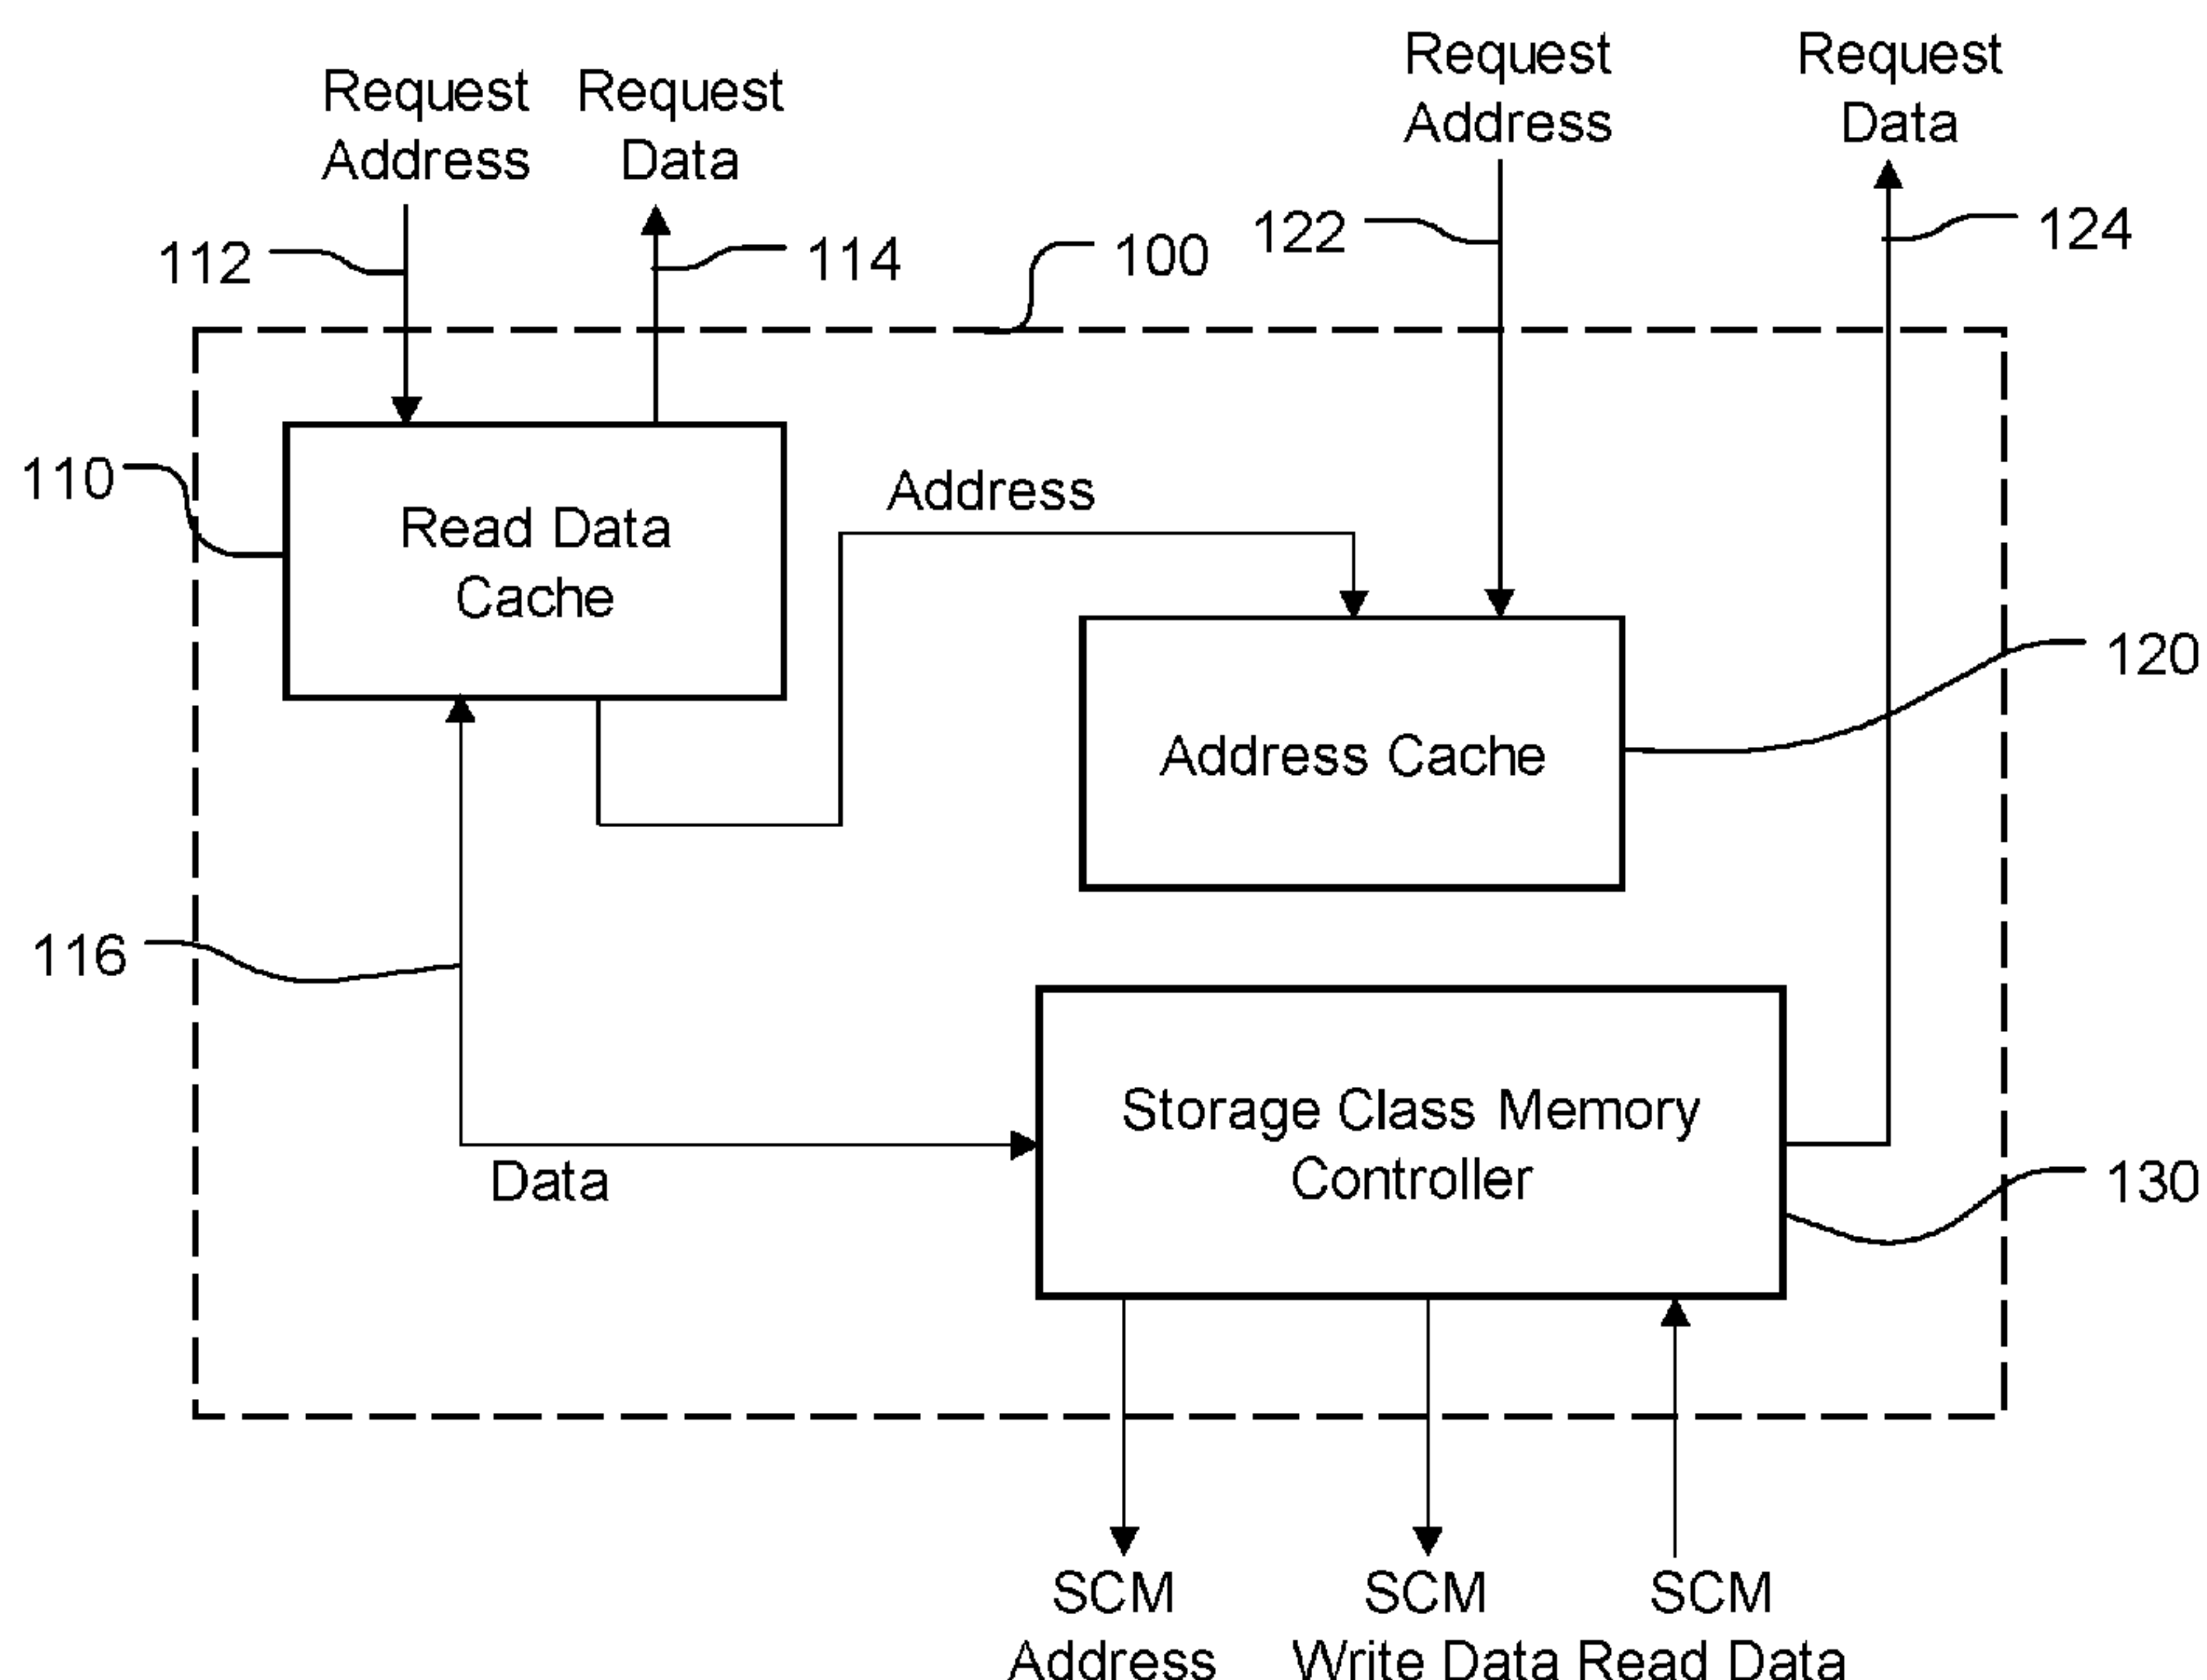 Request
Address
Request
Data
Request
Address
Request
Data
112
114
100
122
124
110
Read Data
Cache
Address
120
Address Cache
116
Storage Class Memory
Controller
Data
130
SCM
Address
SCM
Write Data
SCM
Read Data